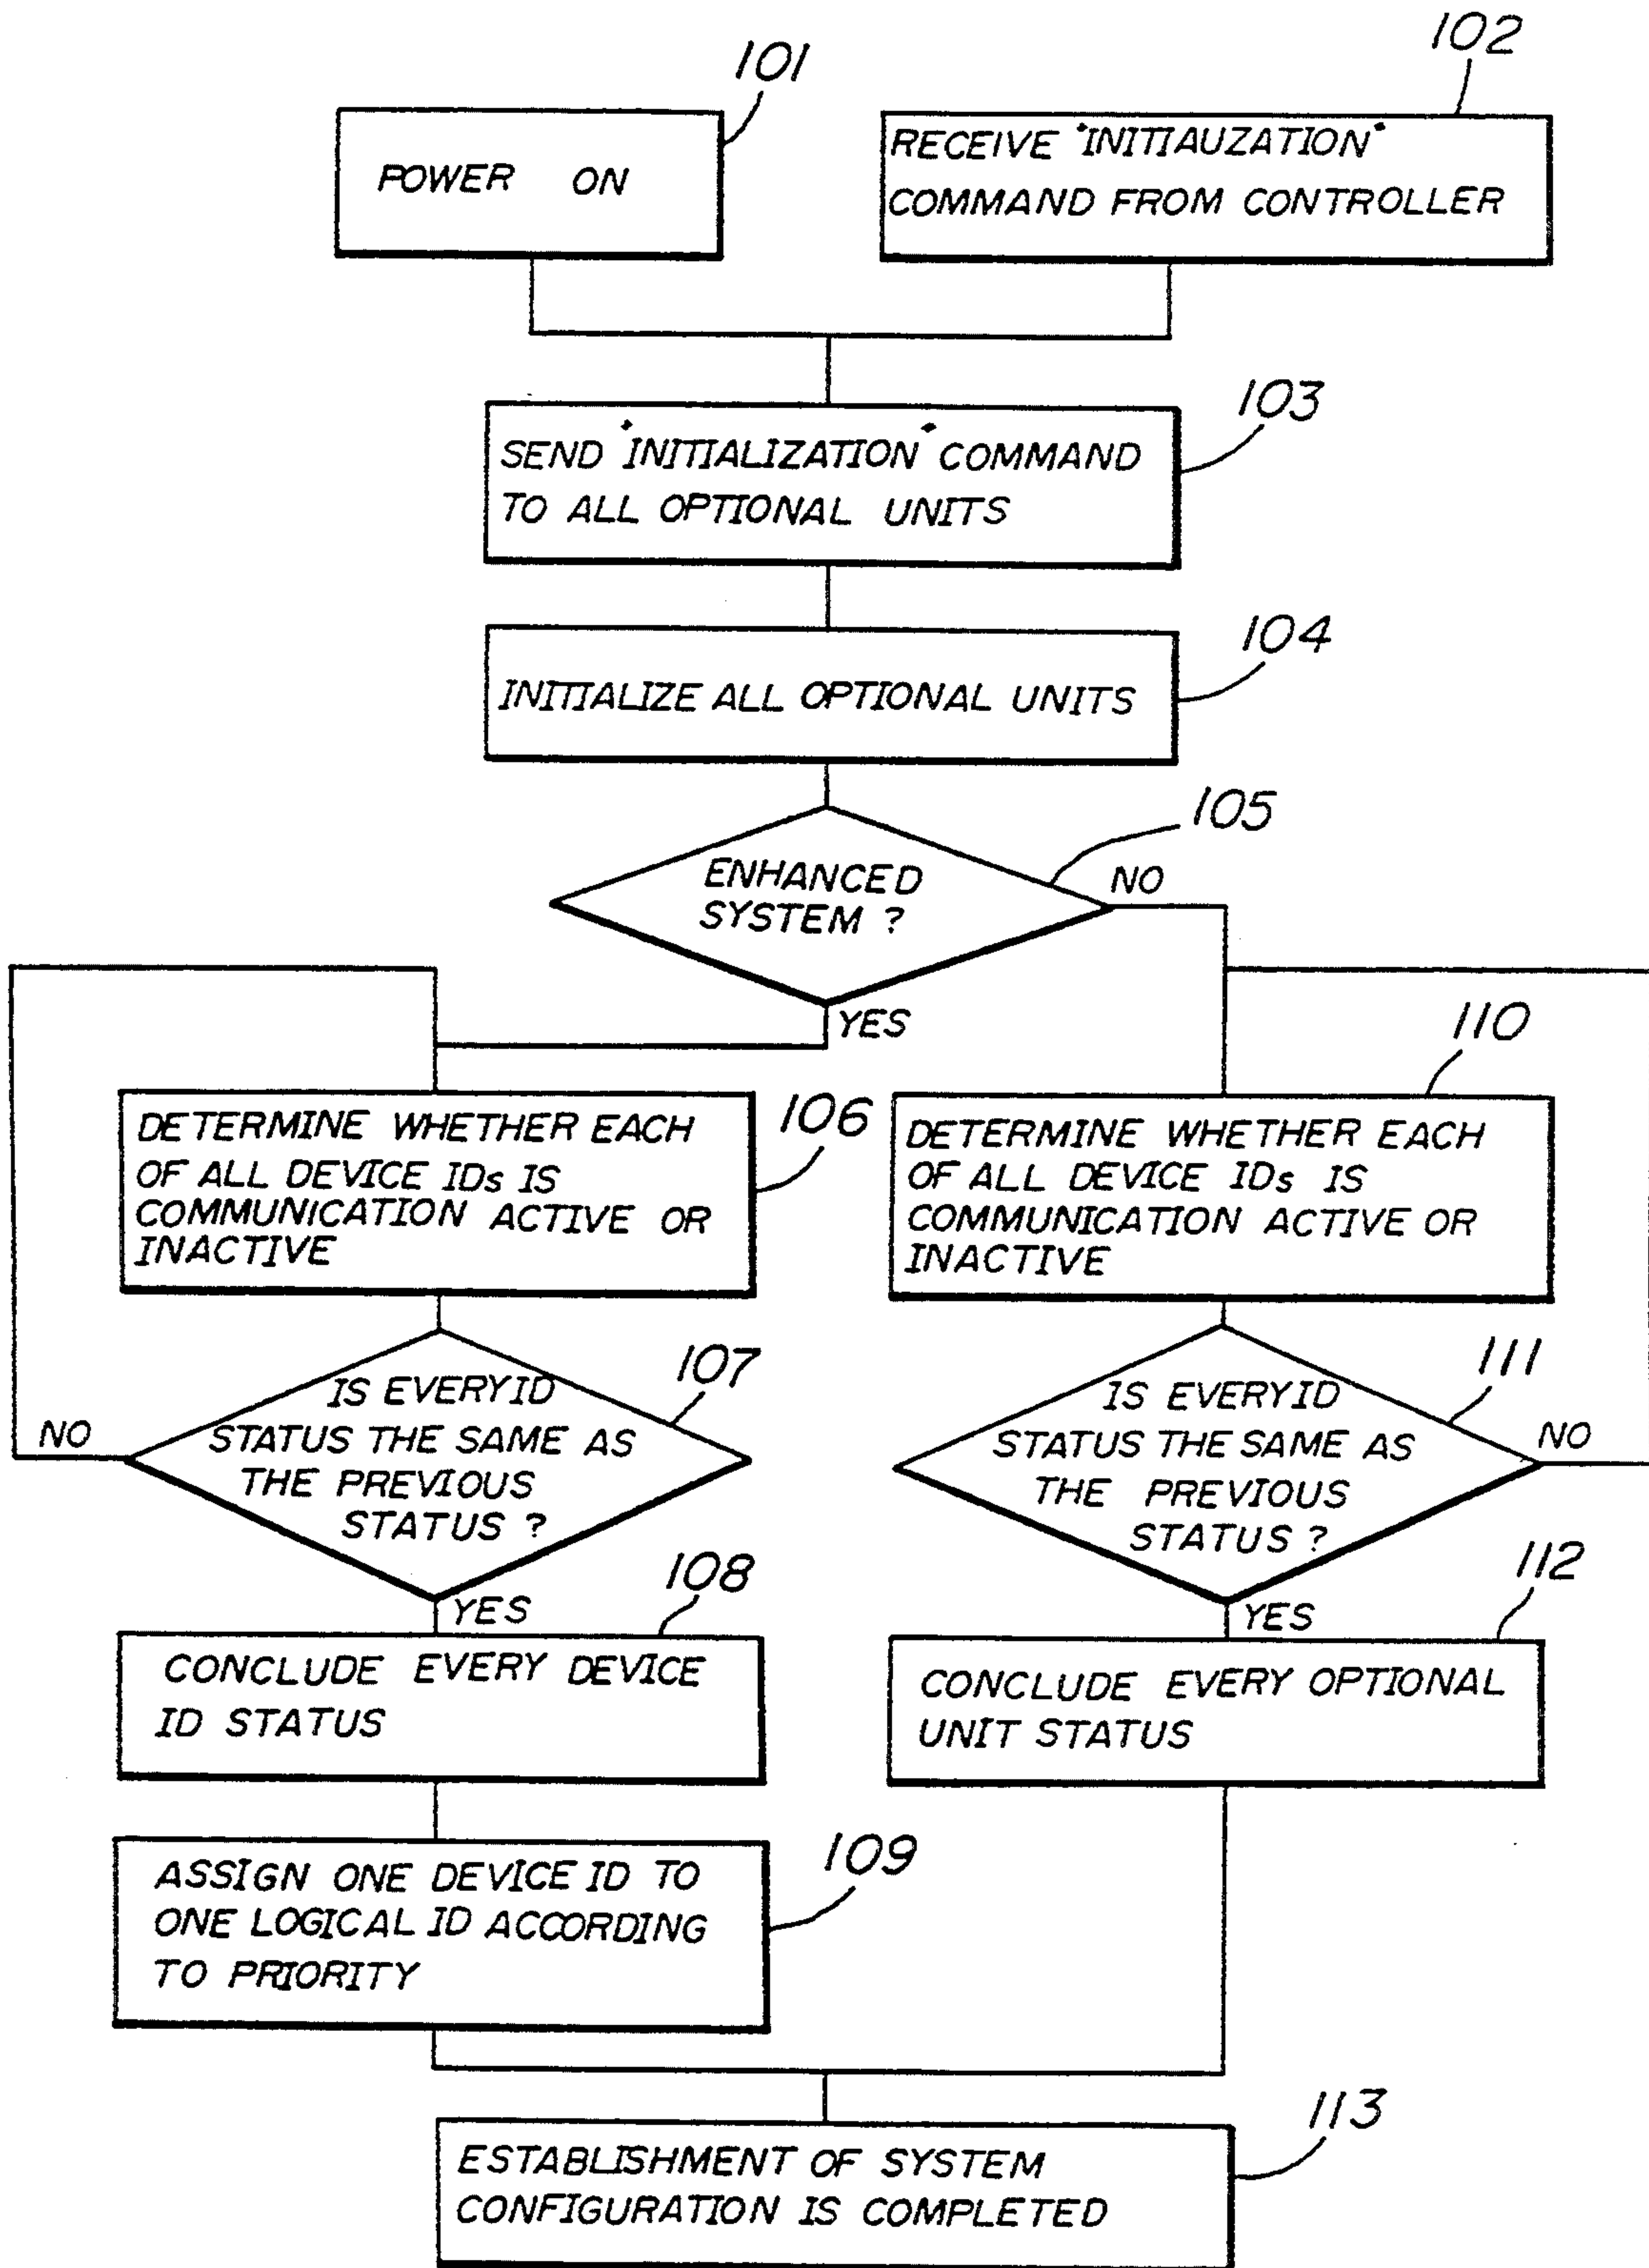 101
POWER ON
102
RECEIVE "INITIAUZATION"
COMMAND FROM CONTROLLER
103
SEND "INITIALIZATION" COMMAND
TO ALL OPTIONAL UNITS
104
INITIALIZE ALL OPTIONAL UNITS
105
ENHANCED
SYSTEM ?
NO
YES
106
DETERMINE WHETHER EACH
OF ALL DEVICE IDs IS
COMMUNICATION ACTIVE OR
INACTIVE
110
DETERMINE WHETHER EACH
OF ALL DEVICE IDs IS
COMMUNICATION ACTIVE OR
INACTIVE
107
IS EVERY ID
STATUS THE SAME AS
THE PREVIOUS
STATUS ?
NO
YES
111
IS EVERY ID
STATUS THE SAME AS
THE PREVIOUS
STATUS ?
NO
YES
108
CONCLUDE EVERY DEVICE
ID STATUS
112
CONCLUDE EVERY OPTIONAL
UNIT STATUS
109
ASSIGN ONE DEVICE ID TO
ONE LOGICAL ID ACCORDING
TO PRIORITY
113
ESTABLISHMENT OF SYSTEM
CONFIGURATION IS COMPLETED